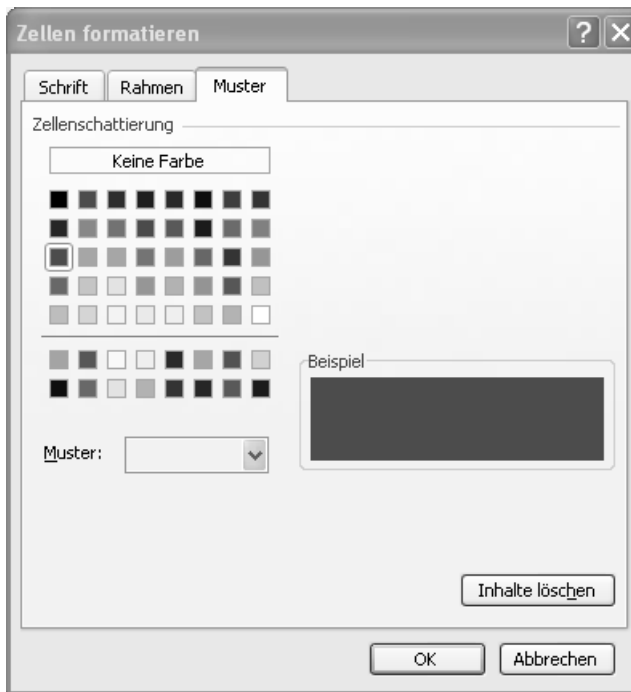 Zellen formatieren
Schrift Rahmen Muster
Zellenschattierung
Keine Farbe
Beispiel
Muster:
Inhalte löschen
OK Abbrechen